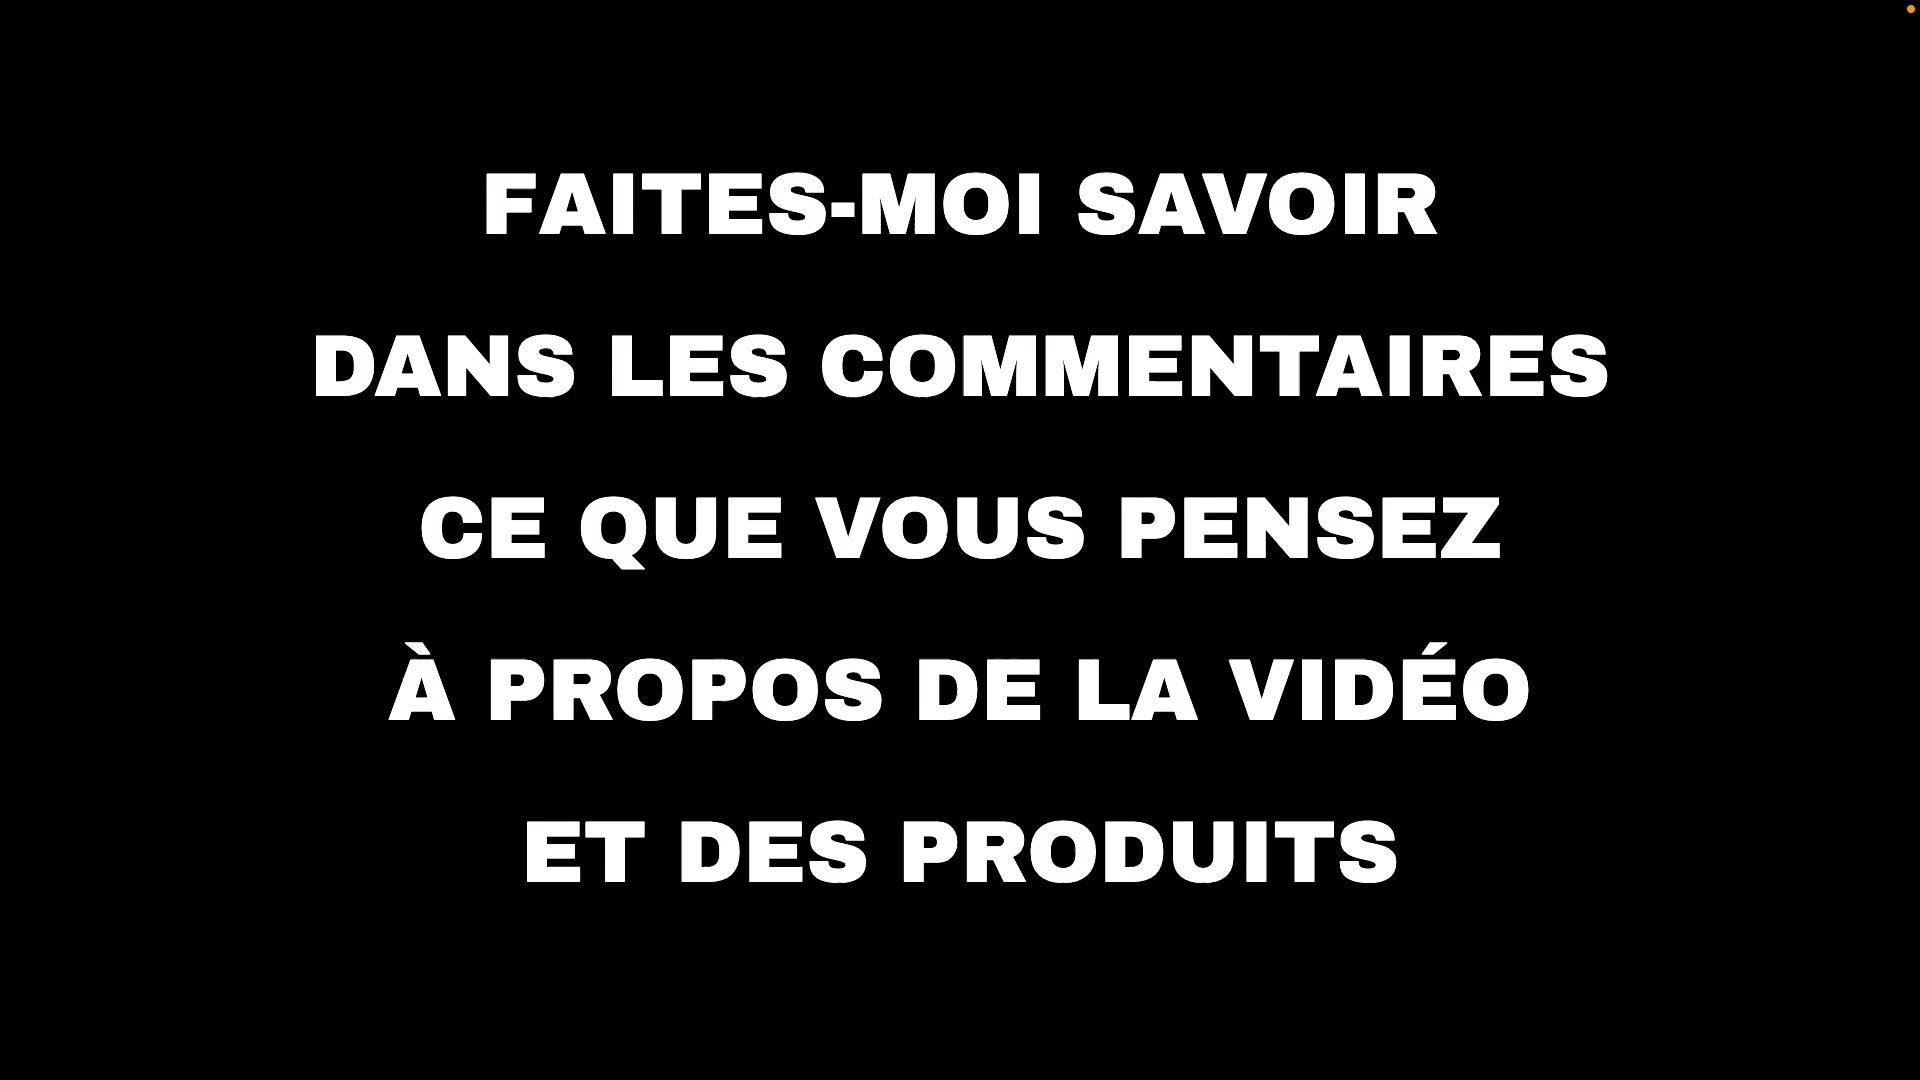 FAITES-MOI SAVOIR
DANS LES COMMENTAIRES
CE QUE VOUS PENSEZ
À PROPOS DE LA VIDÉO
ET DES PRODUITS